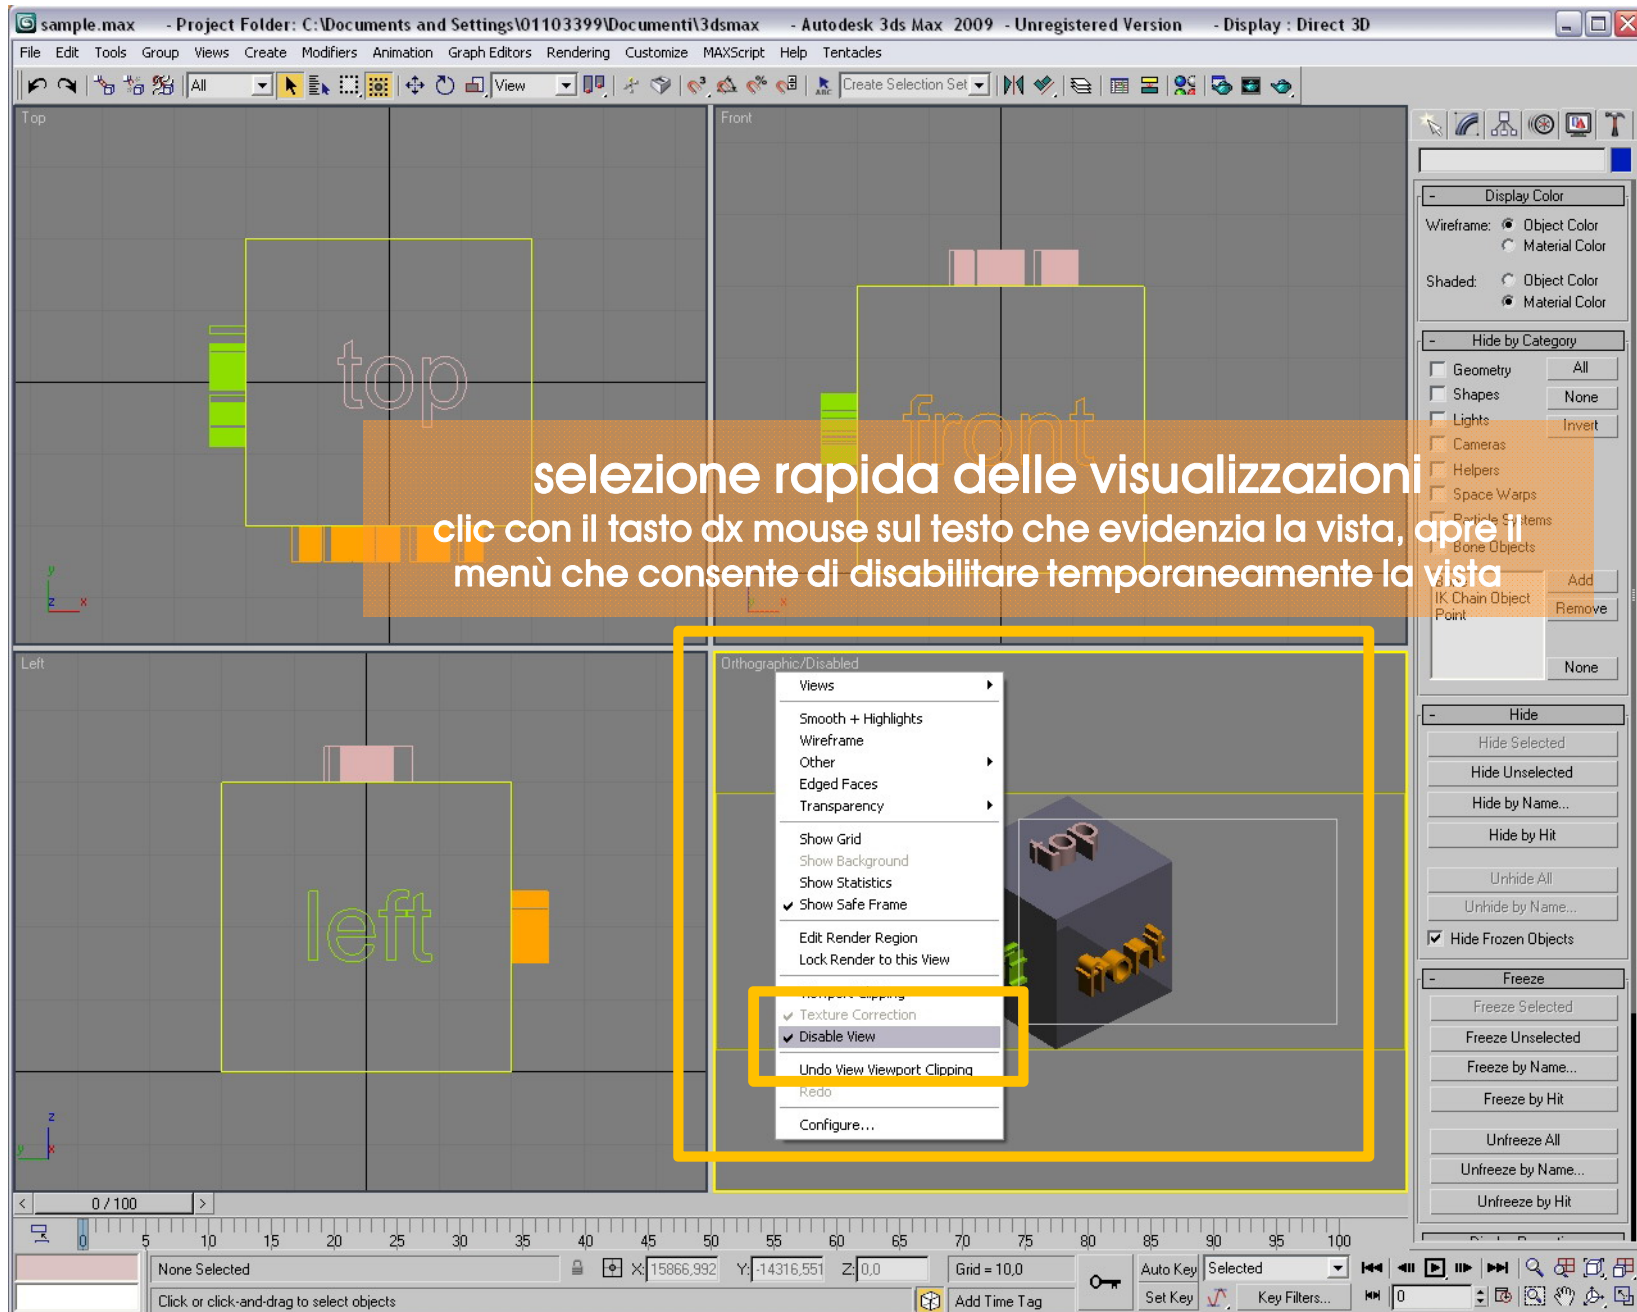 sample.max - Project Folder: C:\Documents and Settings\01103399\Documenti\3dsmax - Autodesk 3ds Max 2009 - Unregistered Version - Display : Direct 3D
File Edit Tools Group Views Create Modifiers Animation Graph Editors Rendering Customize MAXScript Help Tentacles
All View Create Selection Set
Top
top
Front
front
selezione rapida delle visualizzazioni
clic con il tasto dx mouse sul testo che evidenzia la vista, apre il
menù che consente di disabilitare temporaneamente la vista
y
z x
Left
left
z
y x
Orthographic/Disabled
Views
Smooth + Highlights
Wireframe
Other
Edged Faces
Transparency
Show Grid
Show Background
Show Statistics
Show Safe Frame
Edit Render Region
Lock Render to this View
Viewport Clipping
Texture Correction
Disable View
Undo View Viewport Clipping
Redo
Configure...
top
front
Display Color
Wireframe: Object Color
Material Color
Shaded: Object Color
Material Color
Hide by Category
Geometry All
Shapes None
Lights Invert
Cameras
Helpers
Space Warps
Particle Systems
Bone Objects
Add
IK Chain Object Remove
Point
None
Hide
Hide Selected
Hide Unselected
Hide by Name...
Hide by Hit
Unhide All
Unhide by Name...
Hide Frozen Objects
Freeze
Freeze Selected
Freeze Unselected
Freeze by Name...
Freeze by Hit
Unfreeze All
Unfreeze by Name...
Unfreeze by Hit
0 / 100
0 5 10 15 20 25 30 35 40 45 50 55 60 65 70 75 80 85 90 95 100
None Selected X: 15866,992 Y: -14316,551 Z: 0,0 Grid = 10,0 Auto Key Selected
Click or click-and-drag to select objects Add Time Tag Set Key Key Filters... 0